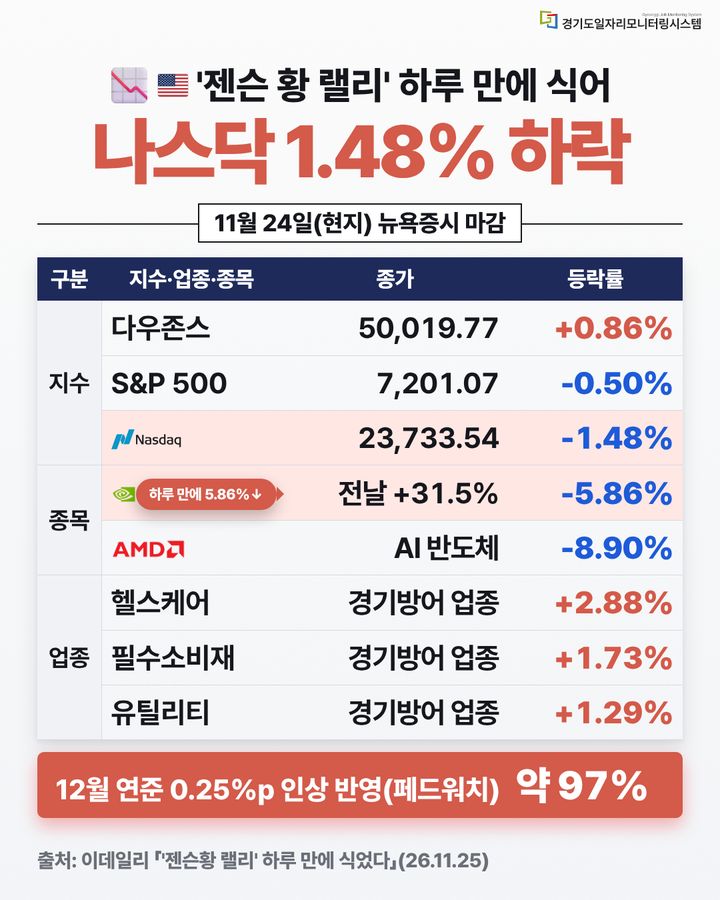 경기도일자리모니터링시스템
'젠슨 황 랠리' 하루 만에 식어
나스닥 1.48% 하락
11월 24일(현지) 뉴욕증시 마감
구분 지수·업종·종목 종가 등락률
지수
다우존스 50,019.77 +0.86%
S&P 500 7,201.07 -0.50%
Nasdaq 23,733.54 -1.48%
종목
하루 만에 5.86%↓ 전날 +31.5% -5.86%
AMD AI 반도체 -8.90%
업종
헬스케어 경기방어 업종 +2.88%
필수소비재 경기방어 업종 +1.73%
유틸리티 경기방어 업종 +1.29%
12월 연준 0.25%p 인상 반영(페드워치) 약 97%
출처: 이데일리 『'젠슨황 랠리' 하루 만에 식었다』(26.11.25)